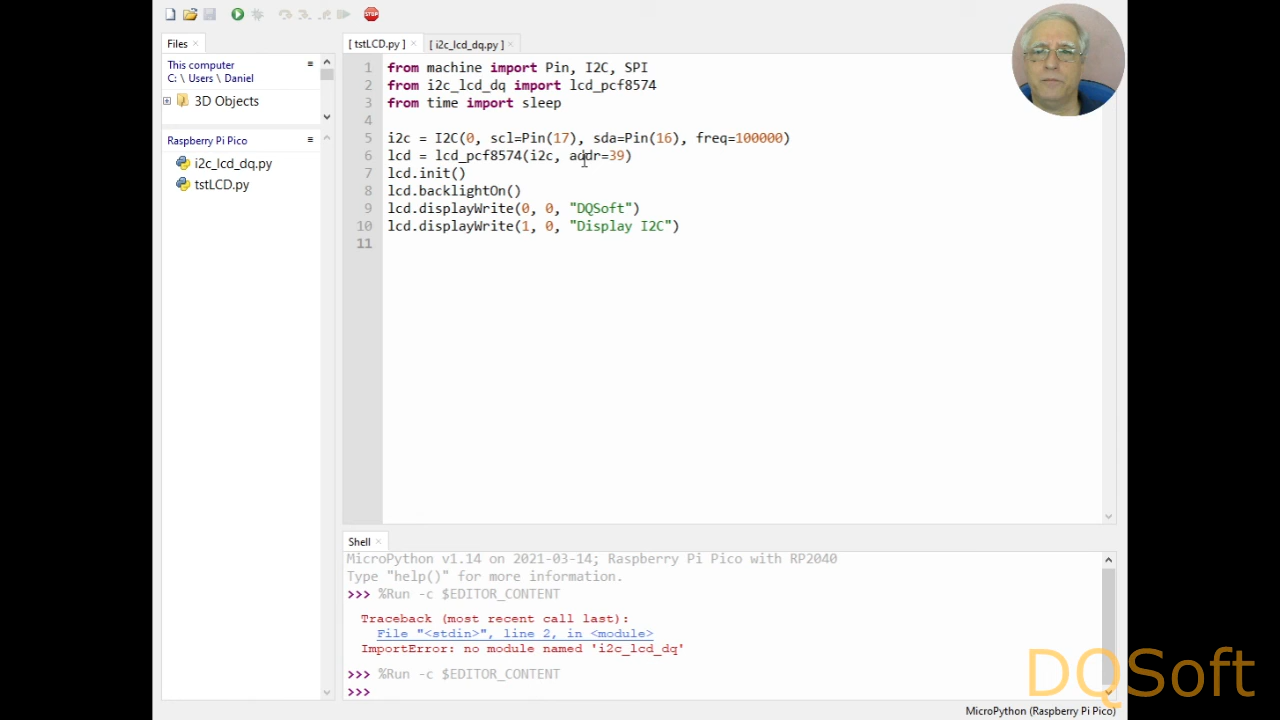 Files
This computer
C: \ Users \ Daniel
3D Objects
Raspberry Pi Pico
i2c_lcd_dq.py
tstLCD.py
[ tstLCD.py ]
[ i2c_lcd_dq.py ]
1 from machine import Pin, I2C, SPI
2 from i2c_lcd_dq import lcd_pcf8574
3 from time import sleep
4
5 i2c = I2C(0, scl=Pin(17), sda=Pin(16), freq=100000)
6 lcd = lcd_pcf8574(i2c, addr=39)
7 lcd.init()
8 lcd.backlightOn()
9 lcd.displayWrite(0, 0, "DQSoft")
10 lcd.displayWrite(1, 0, "Display I2C")
11
Shell
MicroPython v1.14 on 2021-03-14; Raspberry Pi Pico with RP2040
Type "help()" for more information.
>>> %Run -c $EDITOR_CONTENT
Traceback (most recent call last):
File "<stdin>", line 2, in <module>
ImportError: no module named 'i2c_lcd_dq'
>>> %Run -c $EDITOR_CONTENT
>>>
MicroPython (Raspberry Pi Pico)
STOP
DQSoft